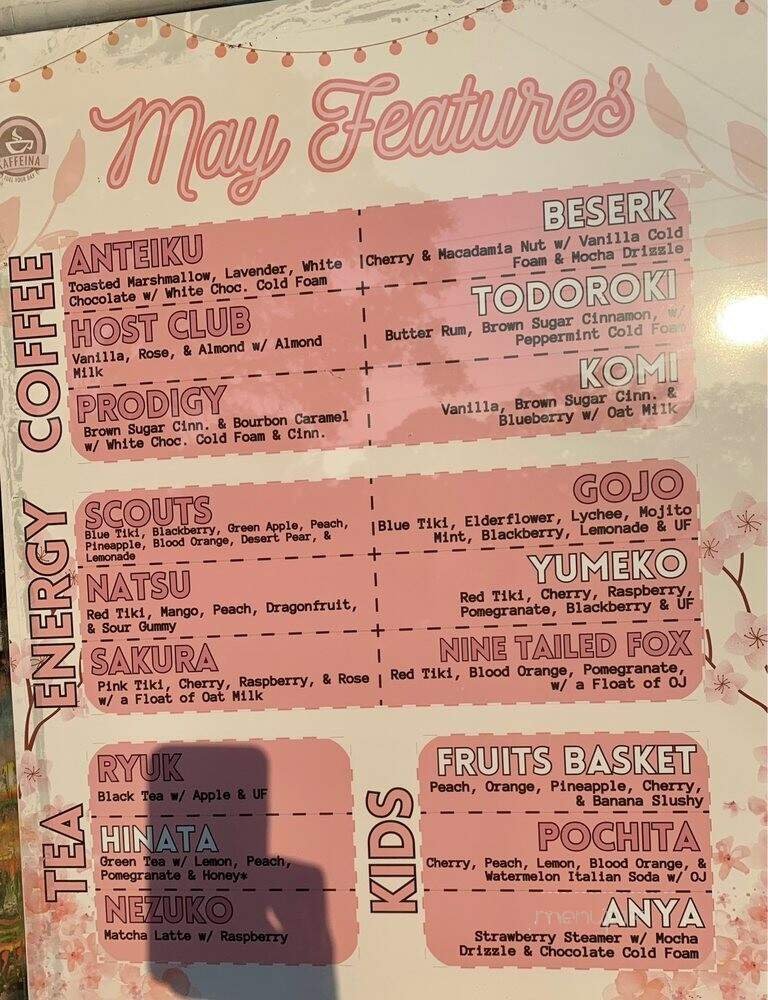 May Features
KAFFEINA
FUEL YOUR DAY
COFFEE
ANTEIKU
Toasted Marshmallow, Lavender, White
Chocolate w/ White Choc. Cold Foam
HOST CLUB
Vanilla, Rose, & Almond w/ Almond
Milk
PRODIGY
Brown Sugar Cinn. & Bourbon Caramel
w/ White Choc. Cold Foam & Cinn.
BESERK
Cherry & Macadamia Nut w/ Vanilla Cold
Foam & Mocha Drizzle
TODOROKI
Butter Rum, Brown Sugar Cinnamon, w/
Peppermint Cold Foam
KOMI
Vanilla, Brown Sugar Cinn. &
Blueberry w/ Oat Milk
ENERGY
SCOUTS
Blue Tiki, Blackberry, Green Apple, Peach,
Pineapple, Blood Orange, Desert Pear, &
Lemonade
NATSU
Red Tiki, Mango, Peach, Dragonfruit,
& Sour Gummy
SAKURA
Pink Tiki, Cherry, Raspberry, & Rose
w/ a Float of Oat Milk
GOJO
Blue Tiki, Elderflower, Lychee, Mojito
Mint, Blackberry, Lemonade & UF
YUMEKO
Red Tiki, Cherry, Raspberry,
Pomegranate, Blackberry & UF
NINE TAILED FOX
Red Tiki, Blood Orange, Pomegranate,
w/ a Float of OJ
TEA
RYUK
Black Tea w/ Apple & UF
HINATA
Green Tea w/ Lemon, Peach,
Pomegranate & Honey*
NEZUKO
Matcha Latte w/ Raspberry
KIDS
FRUITS BASKET
Peach, Orange, Pineapple, Cherry,
& Banana Slushy
POCHITA
Cherry, Peach, Lemon, Blood Orange, &
Watermelon Italian Soda w/ OJ
ANYA
Strawberry Steamer w/ Mocha
Drizzle & Chocolate Cold Foam